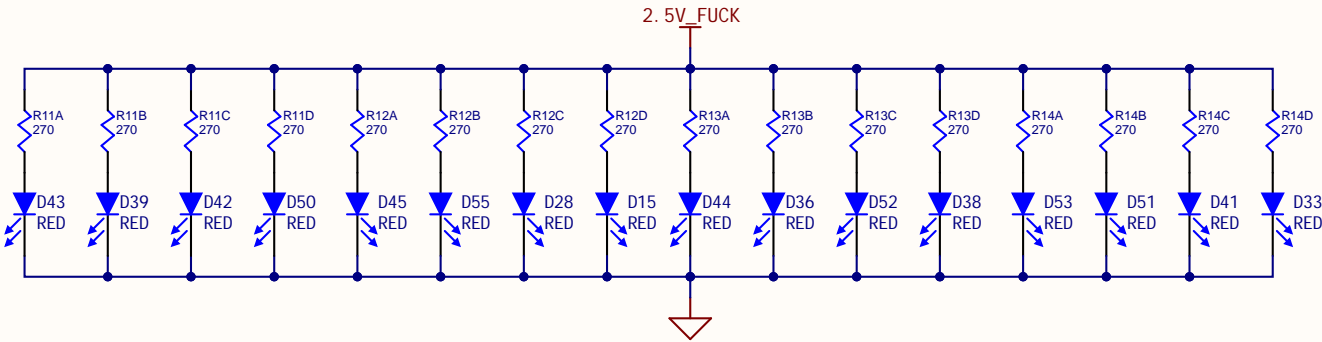 2.5V_FUCK
R11A
270
R11B
270
R11C
270
R11D
270
R12A
270
R12B
270
R12C
270
R12D
270
R13A
270
R13B
270
R13C
270
R13D
270
R14A
270
R14B
270
R14C
270
R14D
270
D43
RED
D39
RED
D42
RED
D50
RED
D45
RED
D55
RED
D28
RED
D15
RED
D44
RED
D36
RED
D52
RED
D38
RED
D53
RED
D51
RED
D41
RED
D33
RED